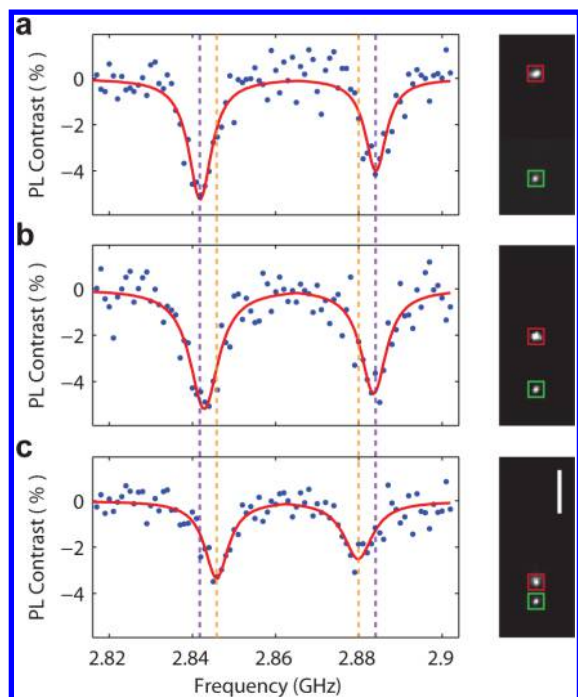 a
PL Contrast (%)
0
−2
−4
b
PL Contrast (%)
0
−2
−4
c
PL Contrast (%)
0
−2
−4
2.82 2.84 2.86 2.88 2.9
Frequency (GHz)